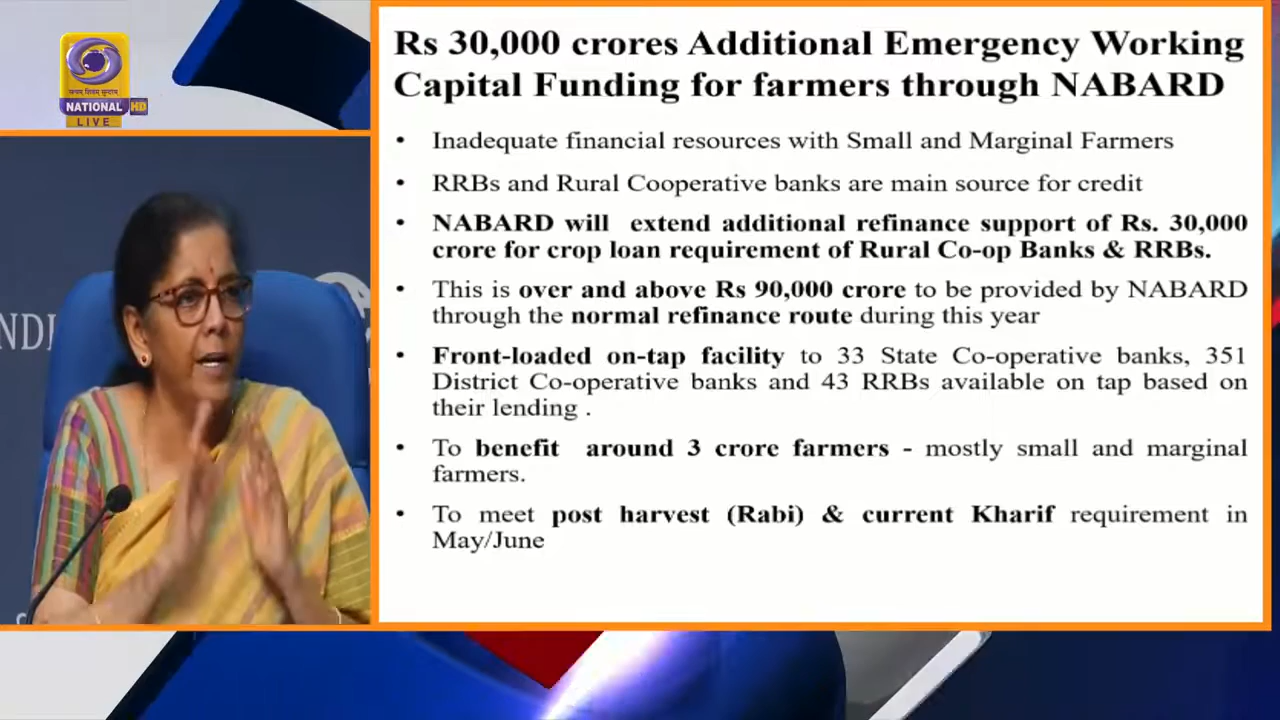 सत्यम् शिवम् सुन्दरम्
NATIONAL HD
LIVE
Rs 30,000 crores Additional Emergency Working
Capital Funding for farmers through NABARD
• Inadequate financial resources with Small and Marginal Farmers
• RRBs and Rural Cooperative banks are main source for credit
• NABARD will extend additional refinance support of Rs. 30,000
crore for crop loan requirement of Rural Co-op Banks & RRBs.
• This is over and above Rs 90,000 crore to be provided by NABARD
through the normal refinance route during this year
• Front-loaded on-tap facility to 33 State Co-operative banks, 351
District Co-operative banks and 43 RRBs available on tap based on
their lending .
• To benefit around 3 crore farmers - mostly small and marginal
farmers.
• To meet post harvest (Rabi) & current Kharif requirement in
May/June